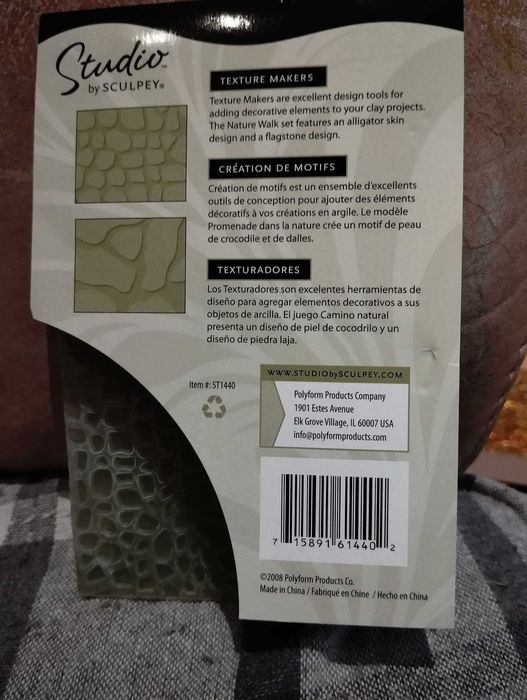 Studio™
by SCULPEY®
TEXTURE MAKERS
Texture Makers are excellent design tools for
adding decorative elements to your clay projects.
The Nature Walk set features an alligator skin
design and a flagstone design.
CRÉATION DE MOTIFS
Création de motifs est un ensemble d'excellents
outils de conception pour ajouter des éléments
décoratifs à vos créations en argile. Le modèle
Promenade dans la nature crée un motif de peau
de crocodile et de dalles.
TEXTURADORES
Los Texturadores son excelentes herramientas de
diseño para agregar elementos decorativos a sus
objetos de arcilla. El juego Camino natural
presenta un diseño de piel de cocodrilo y un
diseño de piedra laja.
WWW.STUDIObySCULPEY.COM
Item #: ST1440
Polyform Products Company
1901 Estes Avenue
Elk Grove Village, IL 60007 USA
info@polyformproducts.com
7 15891 61440 2
©2008 Polyform Products Co.
Made in China / Fabriqué en Chine / Hecho en China